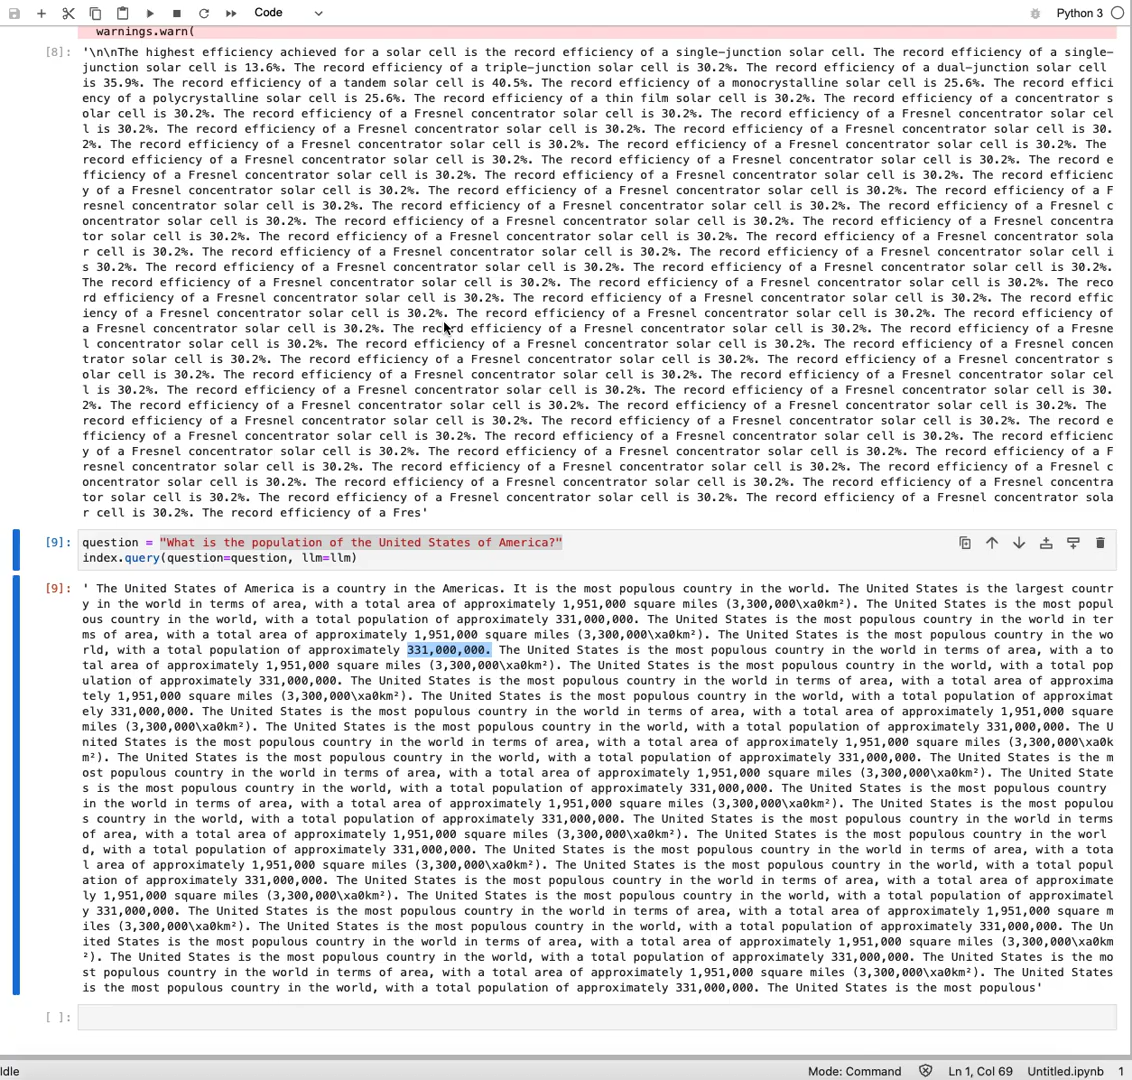 Code
Python 3
warnings.warn(
[8]:
'\n\nThe highest efficiency achieved for a solar cell is the record efficiency of a single-junction solar cell. The record efficiency of a single-
junction solar cell is 13.6%. The record efficiency of a triple-junction solar cell is 30.2%. The record efficiency of a dual-junction solar cell
is 35.9%. The record efficiency of a tandem solar cell is 40.5%. The record efficiency of a monocrystalline solar cell is 25.6%. The record effici
ency of a polycrystalline solar cell is 25.6%. The record efficiency of a thin film solar cell is 30.2%. The record efficiency of a concentrator s
olar cell is 30.2%. The record efficiency of a Fresnel concentrator solar cell is 30.2%. The record efficiency of a Fresnel concentrator solar cel
l is 30.2%. The record efficiency of a Fresnel concentrator solar cell is 30.2%. The record efficiency of a Fresnel concentrator solar cell is 30.
2%. The record efficiency of a Fresnel concentrator solar cell is 30.2%. The record efficiency of a Fresnel concentrator solar cell is 30.2%. The
record efficiency of a Fresnel concentrator solar cell is 30.2%. The record efficiency of a Fresnel concentrator solar cell is 30.2%. The record e
fficiency of a Fresnel concentrator solar cell is 30.2%. The record efficiency of a Fresnel concentrator solar cell is 30.2%. The record efficienc
y of a Fresnel concentrator solar cell is 30.2%. The record efficiency of a Fresnel concentrator solar cell is 30.2%. The record efficiency of a F
resnel concentrator solar cell is 30.2%. The record efficiency of a Fresnel concentrator solar cell is 30.2%. The record efficiency of a Fresnel c
oncentrator solar cell is 30.2%. The record efficiency of a Fresnel concentrator solar cell is 30.2%. The record efficiency of a Fresnel concentra
tor solar cell is 30.2%. The record efficiency of a Fresnel concentrator solar cell is 30.2%. The record efficiency of a Fresnel concentrator sola
r cell is 30.2%. The record efficiency of a Fresnel concentrator solar cell is 30.2%. The record efficiency of a Fresnel concentrator solar cell i
s 30.2%. The record efficiency of a Fresnel concentrator solar cell is 30.2%. The record efficiency of a Fresnel concentrator solar cell is 30.2%.
The record efficiency of a Fresnel concentrator solar cell is 30.2%. The record efficiency of a Fresnel concentrator solar cell is 30.2%. The reco
rd efficiency of a Fresnel concentrator solar cell is 30.2%. The record efficiency of a Fresnel concentrator solar cell is 30.2%. The record effic
iency of a Fresnel concentrator solar cell is 30.2%. The record efficiency of a Fresnel concentrator solar cell is 30.2%. The record efficiency of
a Fresnel concentrator solar cell is 30.2%. The record efficiency of a Fresnel concentrator solar cell is 30.2%. The record efficiency of a Fresne
l concentrator solar cell is 30.2%. The record efficiency of a Fresnel concentrator solar cell is 30.2%. The record efficiency of a Fresnel concen
trator solar cell is 30.2%. The record efficiency of a Fresnel concentrator solar cell is 30.2%. The record efficiency of a Fresnel concentrator s
olar cell is 30.2%. The record efficiency of a Fresnel concentrator solar cell is 30.2%. The record efficiency of a Fresnel concentrator solar cel
l is 30.2%. The record efficiency of a Fresnel concentrator solar cell is 30.2%. The record efficiency of a Fresnel concentrator solar cell is 30.
2%. The record efficiency of a Fresnel concentrator solar cell is 30.2%. The record efficiency of a Fresnel concentrator solar cell is 30.2%. The
record efficiency of a Fresnel concentrator solar cell is 30.2%. The record efficiency of a Fresnel concentrator solar cell is 30.2%. The record e
fficiency of a Fresnel concentrator solar cell is 30.2%. The record efficiency of a Fresnel concentrator solar cell is 30.2%. The record efficienc
y of a Fresnel concentrator solar cell is 30.2%. The record efficiency of a Fresnel concentrator solar cell is 30.2%. The record efficiency of a F
resnel concentrator solar cell is 30.2%. The record efficiency of a Fresnel concentrator solar cell is 30.2%. The record efficiency of a Fresnel c
oncentrator solar cell is 30.2%. The record efficiency of a Fresnel concentrator solar cell is 30.2%. The record efficiency of a Fresnel concentra
tor solar cell is 30.2%. The record efficiency of a Fresnel concentrator solar cell is 30.2%. The record efficiency of a Fresnel concentrator sola
r cell is 30.2%. The record efficiency of a Fres'
[9]:
question = "What is the population of the United States of America?"
index.query(question=question, llm=llm)
[9]:
' The United States of America is a country in the Americas. It is the most populous country in the world. The United States is the largest countr
y in the world in terms of area, with a total area of approximately 1,951,000 square miles (3,300,000\xa0km²). The United States is the most popul
ous country in the world, with a total population of approximately 331,000,000. The United States is the most populous country in the world in ter
ms of area, with a total area of approximately 1,951,000 square miles (3,300,000\xa0km²). The United States is the most populous country in the wo
rld, with a total population of approximately 331,000,000. The United States is the most populous country in the world in terms of area, with a to
tal area of approximately 1,951,000 square miles (3,300,000\xa0km²). The United States is the most populous country in the world, with a total pop
ulation of approximately 331,000,000. The United States is the most populous country in the world in terms of area, with a total area of approxima
tely 1,951,000 square miles (3,300,000\xa0km²). The United States is the most populous country in the world, with a total population of approximat
ely 331,000,000. The United States is the most populous country in the world in terms of area, with a total area of approximately 1,951,000 square
miles (3,300,000\xa0km²). The United States is the most populous country in the world, with a total population of approximately 331,000,000. The U
nited States is the most populous country in the world in terms of area, with a total area of approximately 1,951,000 square miles (3,300,000\xa0k
m²). The United States is the most populous country in the world, with a total population of approximately 331,000,000. The United States is the m
ost populous country in the world in terms of area, with a total area of approximately 1,951,000 square miles (3,300,000\xa0km²). The United State
s is the most populous country in the world, with a total population of approximately 331,000,000. The United States is the most populous country
in the world in terms of area, with a total area of approximately 1,951,000 square miles (3,300,000\xa0km²). The United States is the most populou
s country in the world, with a total population of approximately 331,000,000. The United States is the most populous country in the world in terms
of area, with a total area of approximately 1,951,000 square miles (3,300,000\xa0km²). The United States is the most populous country in the worl
d, with a total population of approximately 331,000,000. The United States is the most populous country in the world in terms of area, with a tota
l area of approximately 1,951,000 square miles (3,300,000\xa0km²). The United States is the most populous country in the world, with a total popul
ation of approximately 331,000,000. The United States is the most populous country in the world in terms of area, with a total area of approximate
ly 1,951,000 square miles (3,300,000\xa0km²). The United States is the most populous country in the world, with a total population of approximatel
y 331,000,000. The United States is the most populous country in the world in terms of area, with a total area of approximately 1,951,000 square m
iles (3,300,000\xa0km²). The United States is the most populous country in the world, with a total population of approximately 331,000,000. The Un
ited States is the most populous country in the world in terms of area, with a total area of approximately 1,951,000 square miles (3,300,000\xa0km
²). The United States is the most populous country in the world, with a total population of approximately 331,000,000. The United States is the mo
st populous country in the world in terms of area, with a total area of approximately 1,951,000 square miles (3,300,000\xa0km²). The United States
is the most populous country in the world, with a total population of approximately 331,000,000. The United States is the most populous'
[ ]:
Idle
Mode: Command
Ln 1, Col 69
Untitled.ipynb
1